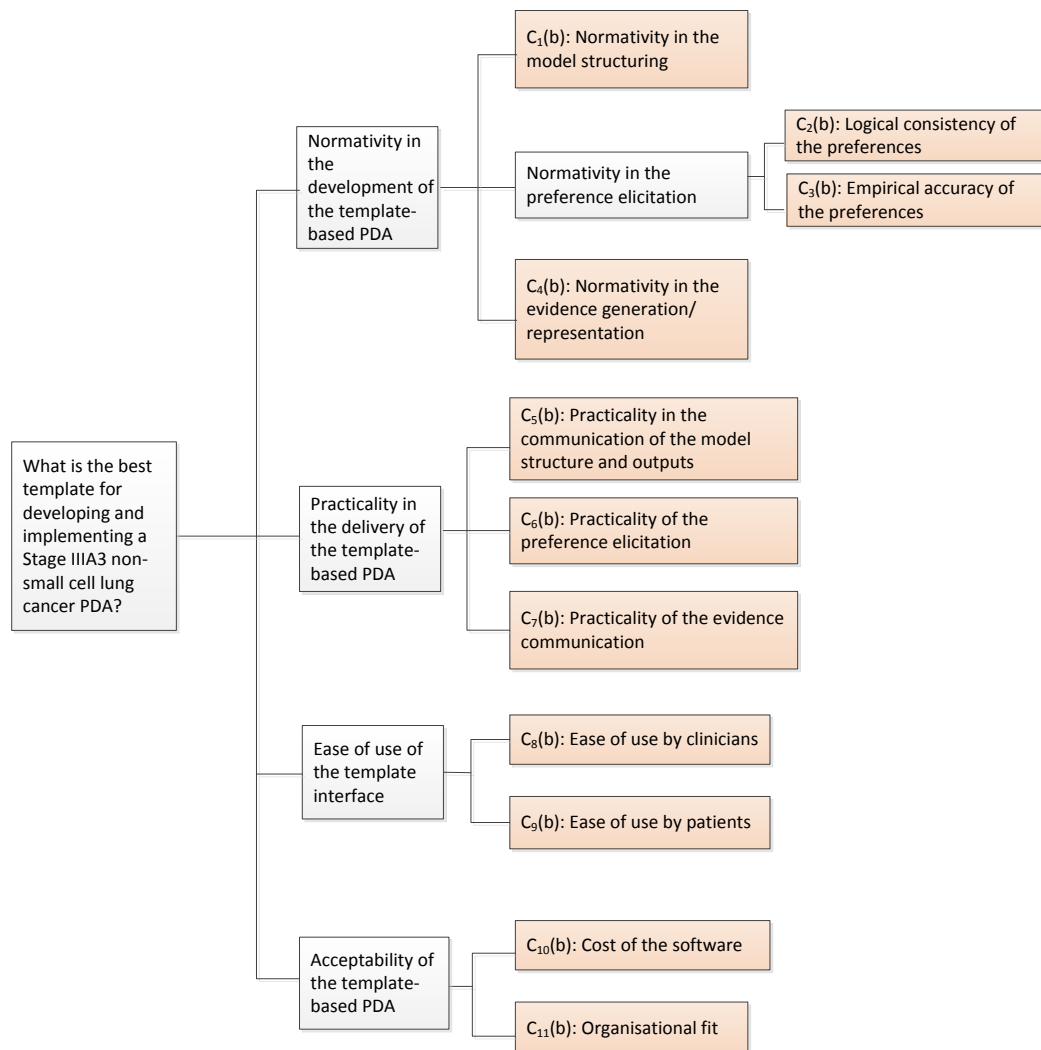 What is the best
template for
developing and
implementing a
Stage IIIA3 non-
small cell lung
cancer PDA?
Normativity in
the
development of
the template-
based PDA
C₁(b): Normativity in the
model structuring
Normativity in the
preference elicitation
C₂(b): Logical consistency of
the preferences
C₃(b): Empirical accuracy of
the preferences
C₄(b): Normativity in the
evidence generation/
representation
Practicality in
the delivery of
the template-
based PDA
C₅(b): Practicality in the
communication of the model
structure and outputs
C₆(b): Practicality of the
preference elicitation
C₇(b): Practicality of the evidence
communication
Ease of use of
the template
interface
C₈(b): Ease of use by clinicians
C₉(b): Ease of use by patients
Acceptability of
the template-
based PDA
C₁₀(b): Cost of the software
C₁₁(b): Organisational fit